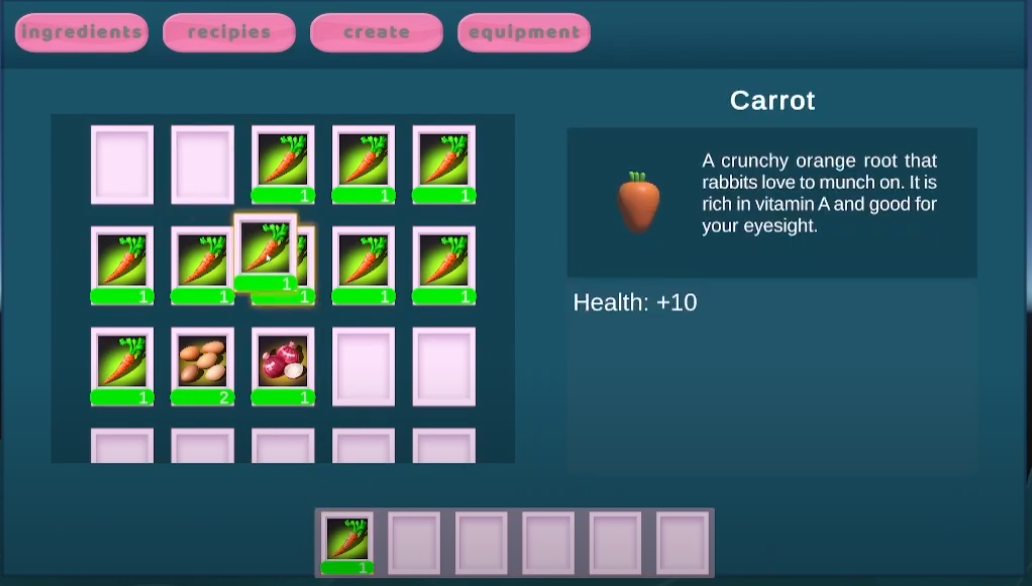 ingredients recipies create equipment
Carrot
A crunchy orange root that
rabbits love to munch on. It is
rich in vitamin A and good for
your eyesight.
Health: +10
1 1 1
1 1 1 1 1 1
1 2 1
1